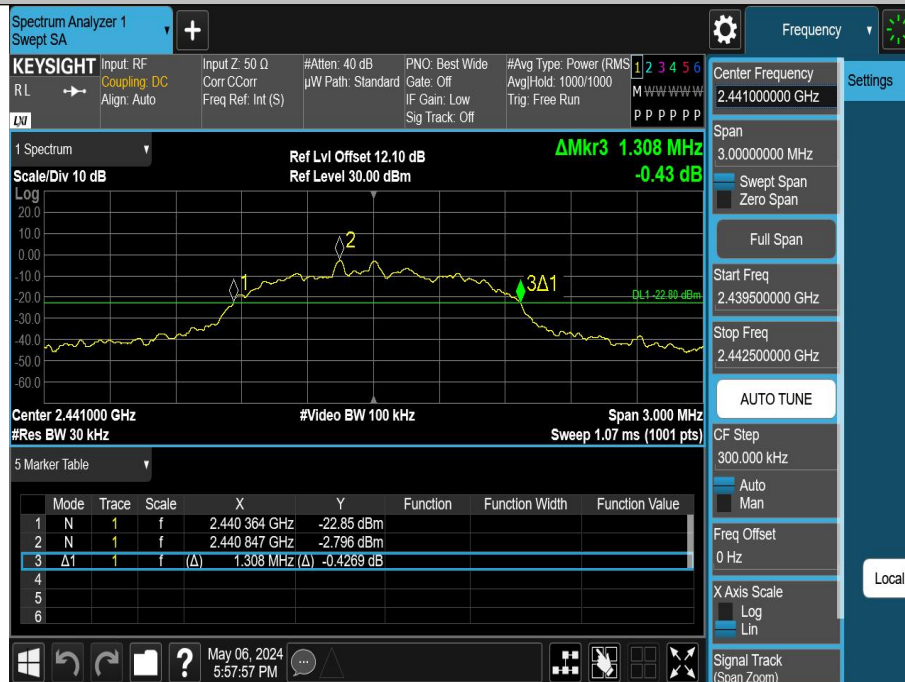 Spectrum Analyzer 1
Swept SA
Frequency
KEYSIGHT
RL
LXI
Input: RF
Coupling: DC
Align: Auto
Input Z: 50 Ω
Corr CCorr
Freq Ref: Int (S)
#Atten: 40 dB
µW Path: Standard
PNO: Best Wide
Gate: Off
IF Gain: Low
Sig Track: Off
#Avg Type: Power (RMS
Avg|Hold: 1000/1000
Trig: Free Run
1 2 3 4 5 6
M W W W W W
P P P P P P
1 Spectrum
Scale/Div 10 dB
Ref Lvl Offset 12.10 dB
Ref Level 30.00 dBm
ΔMkr3 1.308 MHz
-0.43 dB
Log
20.0
10.0
0.00
-10.0
-20.0
-30.0
-40.0
-50.0
-60.0
1
2
3Δ1
DL1 -22.80 dBm
Center 2.441000 GHz
#Res BW 30 kHz
#Video BW 100 kHz
Span 3.000 MHz
Sweep 1.07 ms (1001 pts)
5 Marker Table
Mode Trace Scale X Y Function Function Width Function Value
1 N 1 f 2.440 364 GHz -22.85 dBm
2 N 1 f 2.440 847 GHz -2.796 dBm
3 Δ1 1 f (Δ) 1.308 MHz (Δ) -0.4269 dB
4
5
6
?
May 06, 2024
5:57:57 PM
Center Frequency
2.441000000 GHz
Span
3.00000000 MHz
Swept Span
Zero Span
Full Span
Start Freq
2.439500000 GHz
Stop Freq
2.442500000 GHz
AUTO TUNE
CF Step
300.000 kHz
Auto
Man
Freq Offset
0 Hz
X Axis Scale
Log
Lin
Signal Track
(Span Zoom)
Settings
Local